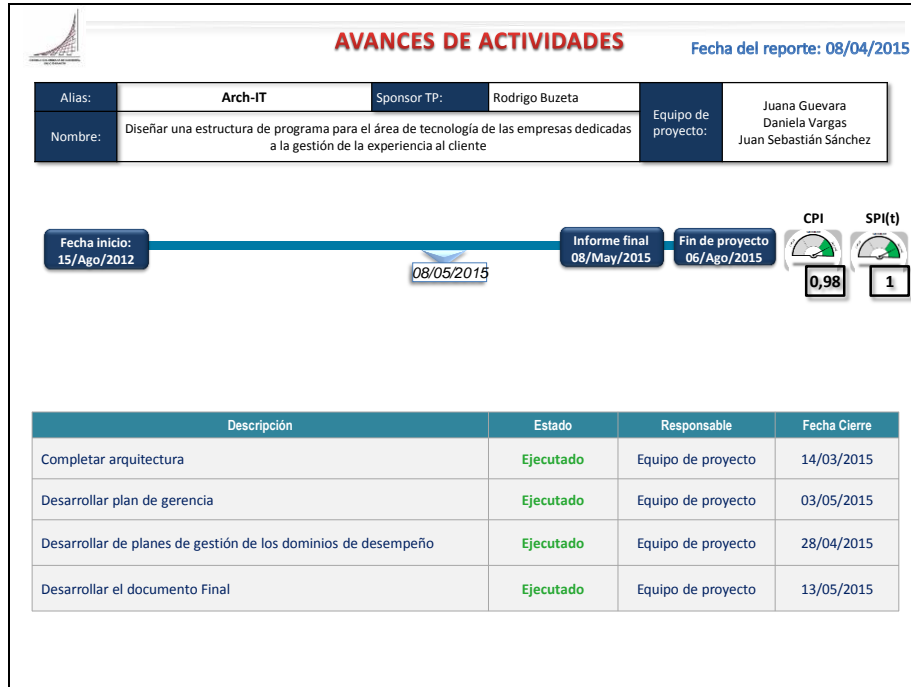 AVANCES DE ACTIVIDADES
Fecha del reporte: 08/04/2015
Alias:
Arch-IT
Sponsor TP:
Rodrigo Buzeta
Equipo de
proyecto:
Juana Guevara
Daniela Vargas
Juan Sebastián Sánchez
Nombre:
Diseñar una estructura de programa para el área de tecnología de las empresas dedicadas
a la gestión de la experiencia al cliente
CPI
SPI(t)
Fecha inicio:
15/Ago/2012
08/05/2015
Informe final
08/May/2015
Fin de proyecto
06/Ago/2015
0,98
1
Descripción Estado Responsable Fecha Cierre
Completar arquitectura Ejecutado Equipo de proyecto 14/03/2015
Desarrollar plan de gerencia Ejecutado Equipo de proyecto 03/05/2015
Desarrollar de planes de gestión de los dominios de desempeño Ejecutado Equipo de proyecto 28/04/2015
Desarrollar el documento Final Ejecutado Equipo de proyecto 13/05/2015